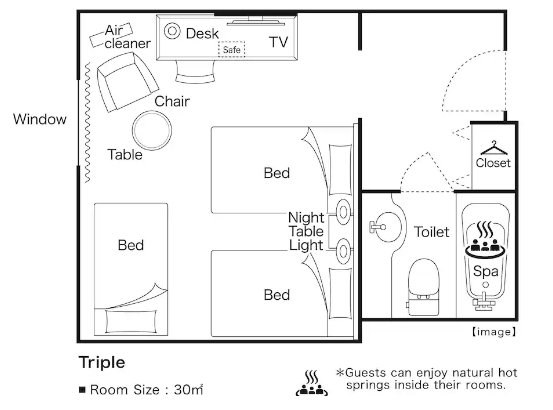 Air
cleaner
Desk
Safe
TV
Chair
Window
Table
Closet
Bed
Night
Table
Light
Bed
Toilet
Spa
Bed
【image】
Triple
■ Room Size : 30㎡
*Guests can enjoy natural hot
springs inside their rooms.